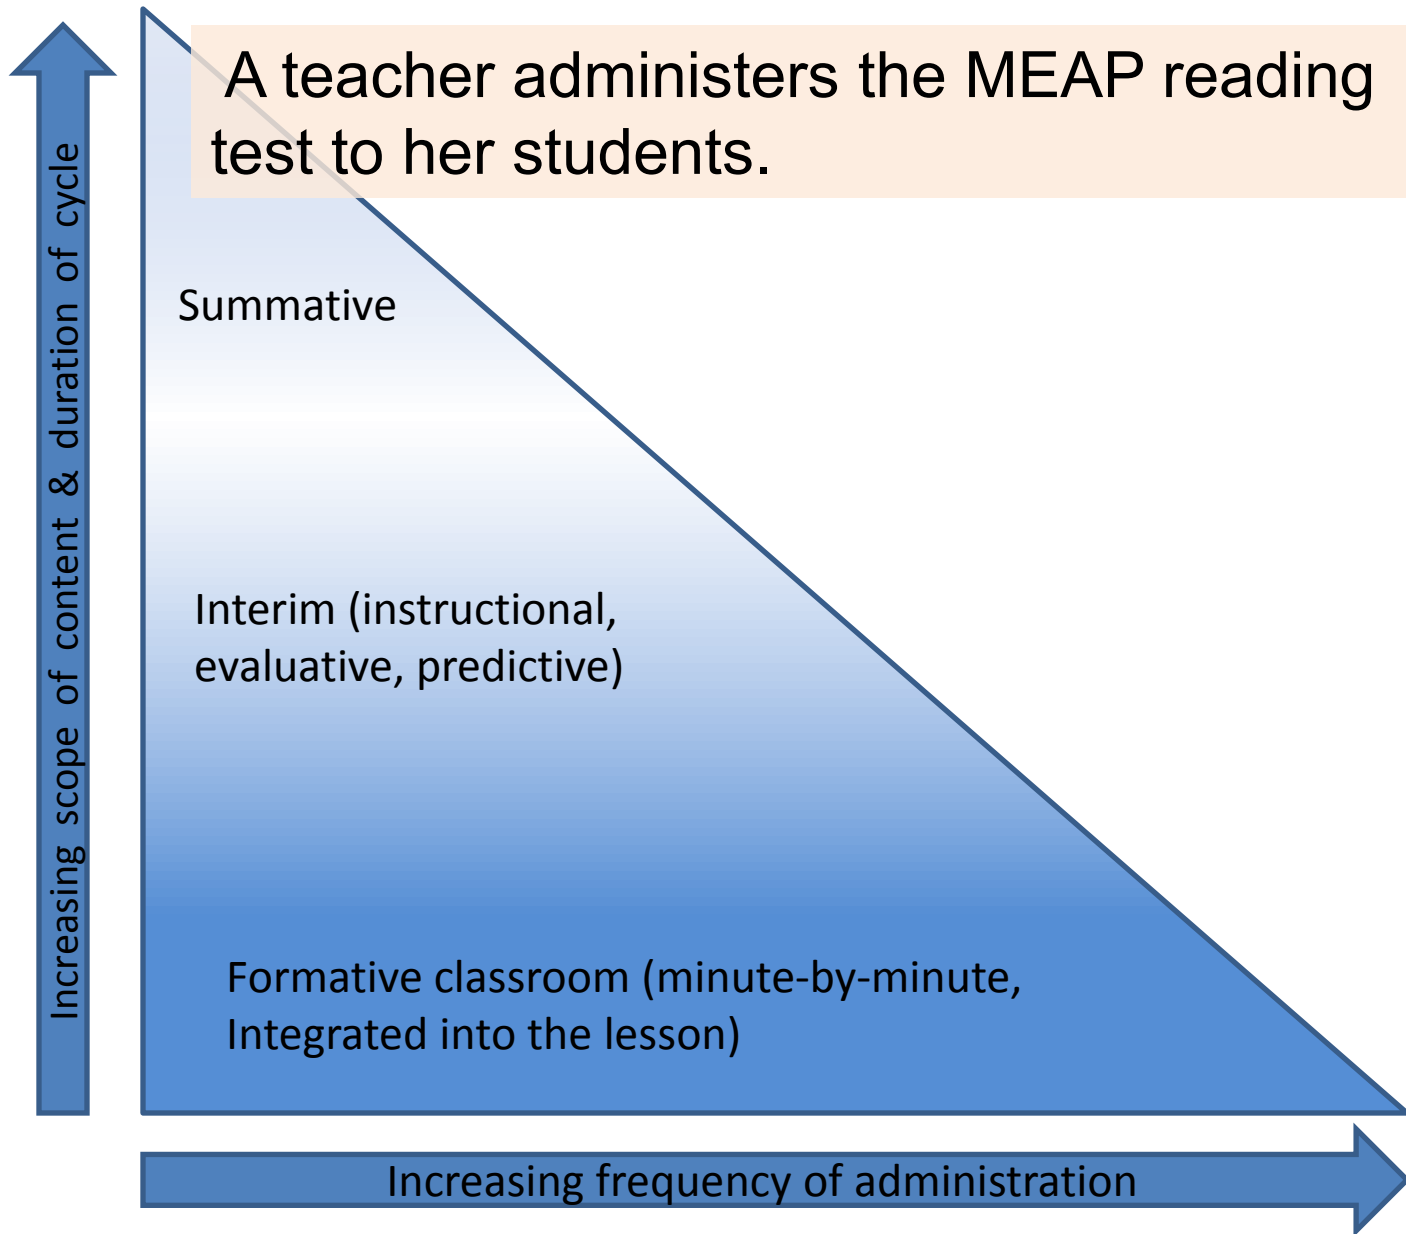 A teacher administers the MEAP reading
test to her students.
Increasing scope of content & duration of cycle
Summative
Interim (instructional,
evaluative, predictive)
Formative classroom (minute-by-minute,
Integrated into the lesson)
Increasing frequency of administration